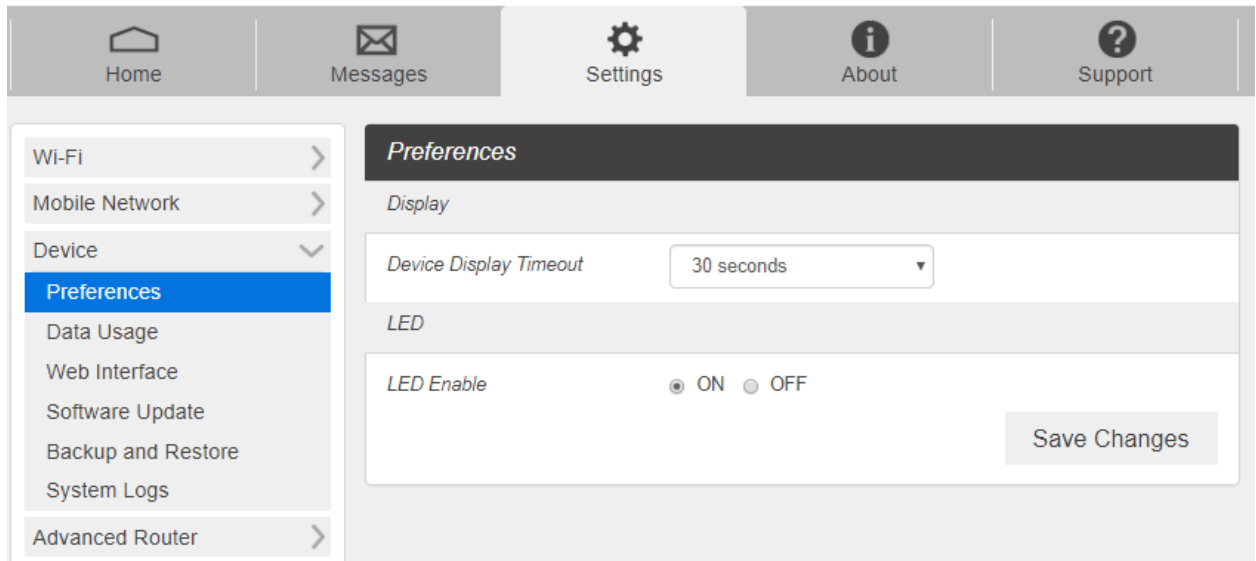 Home
Messages
Settings
About
Support
Wi-Fi
Mobile Network
Device
Preferences
Data Usage
Web Interface
Software Update
Backup and Restore
System Logs
Advanced Router
Preferences
Display
Device Display Timeout
30 seconds
LED
LED Enable
ON
OFF
Save Changes